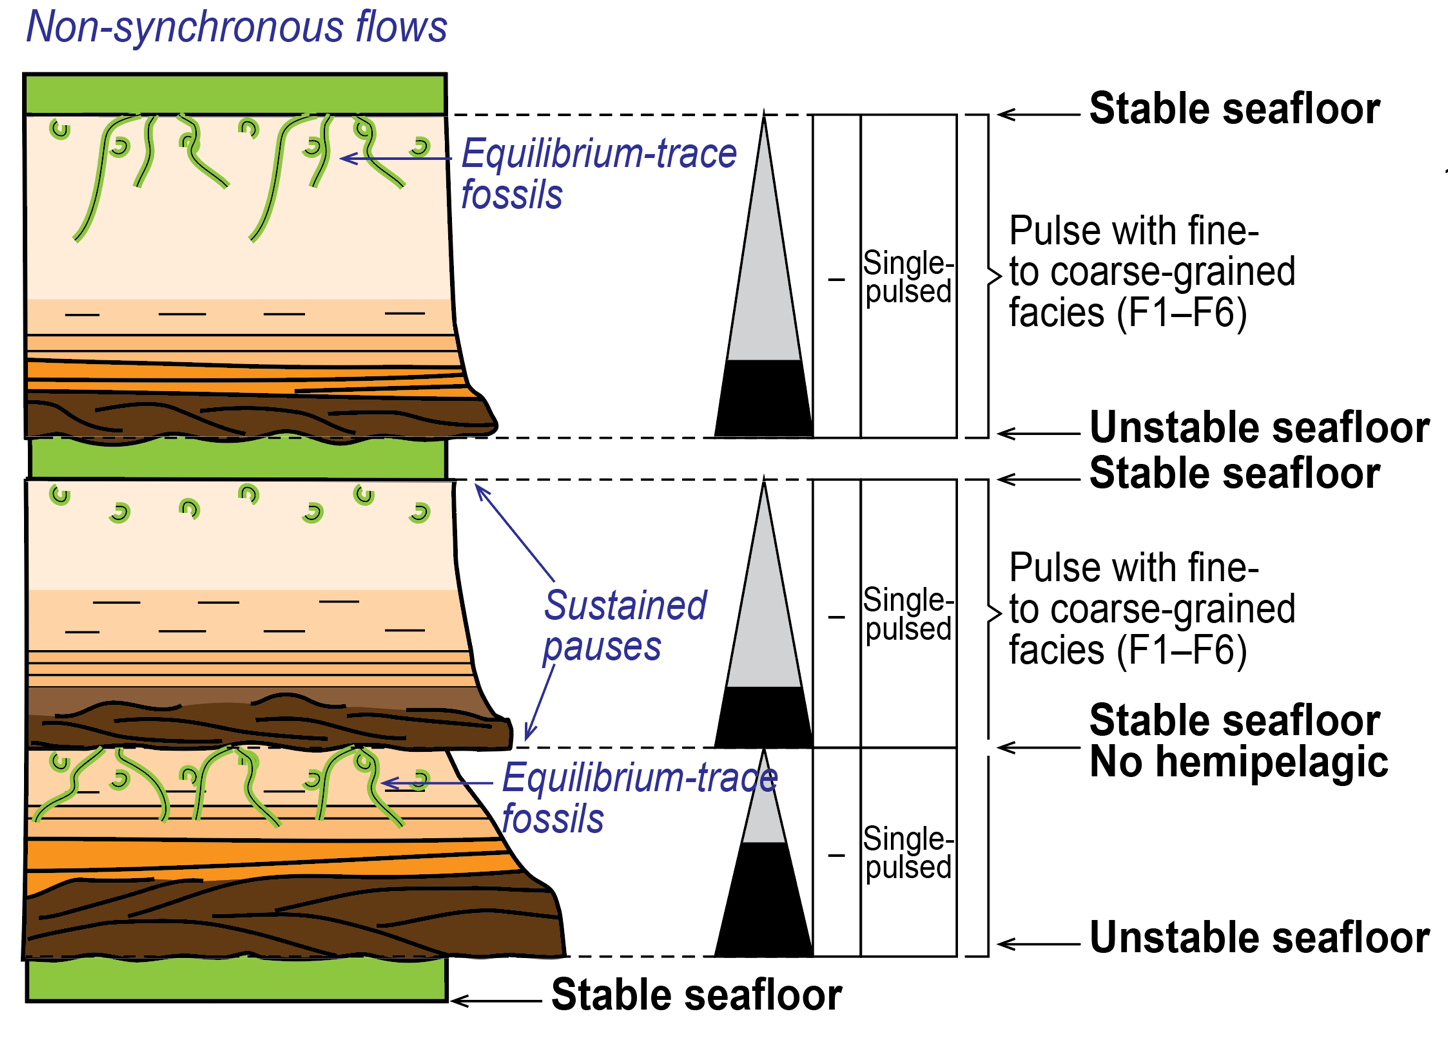 Non-synchronous flows
Stable seafloor
Equilibrium-trace
fossils
Single-
pulsed
–
Pulse with fine-
to coarse-grained
facies (F1–F6)
Unstable seafloor
Stable seafloor
Sustained
pauses
Single-
pulsed
–
Pulse with fine-
to coarse-grained
facies (F1–F6)
Stable seafloor
No hemipelagic
Equilibrium-trace
fossils
Single-
pulsed
–
Unstable seafloor
Stable seafloor